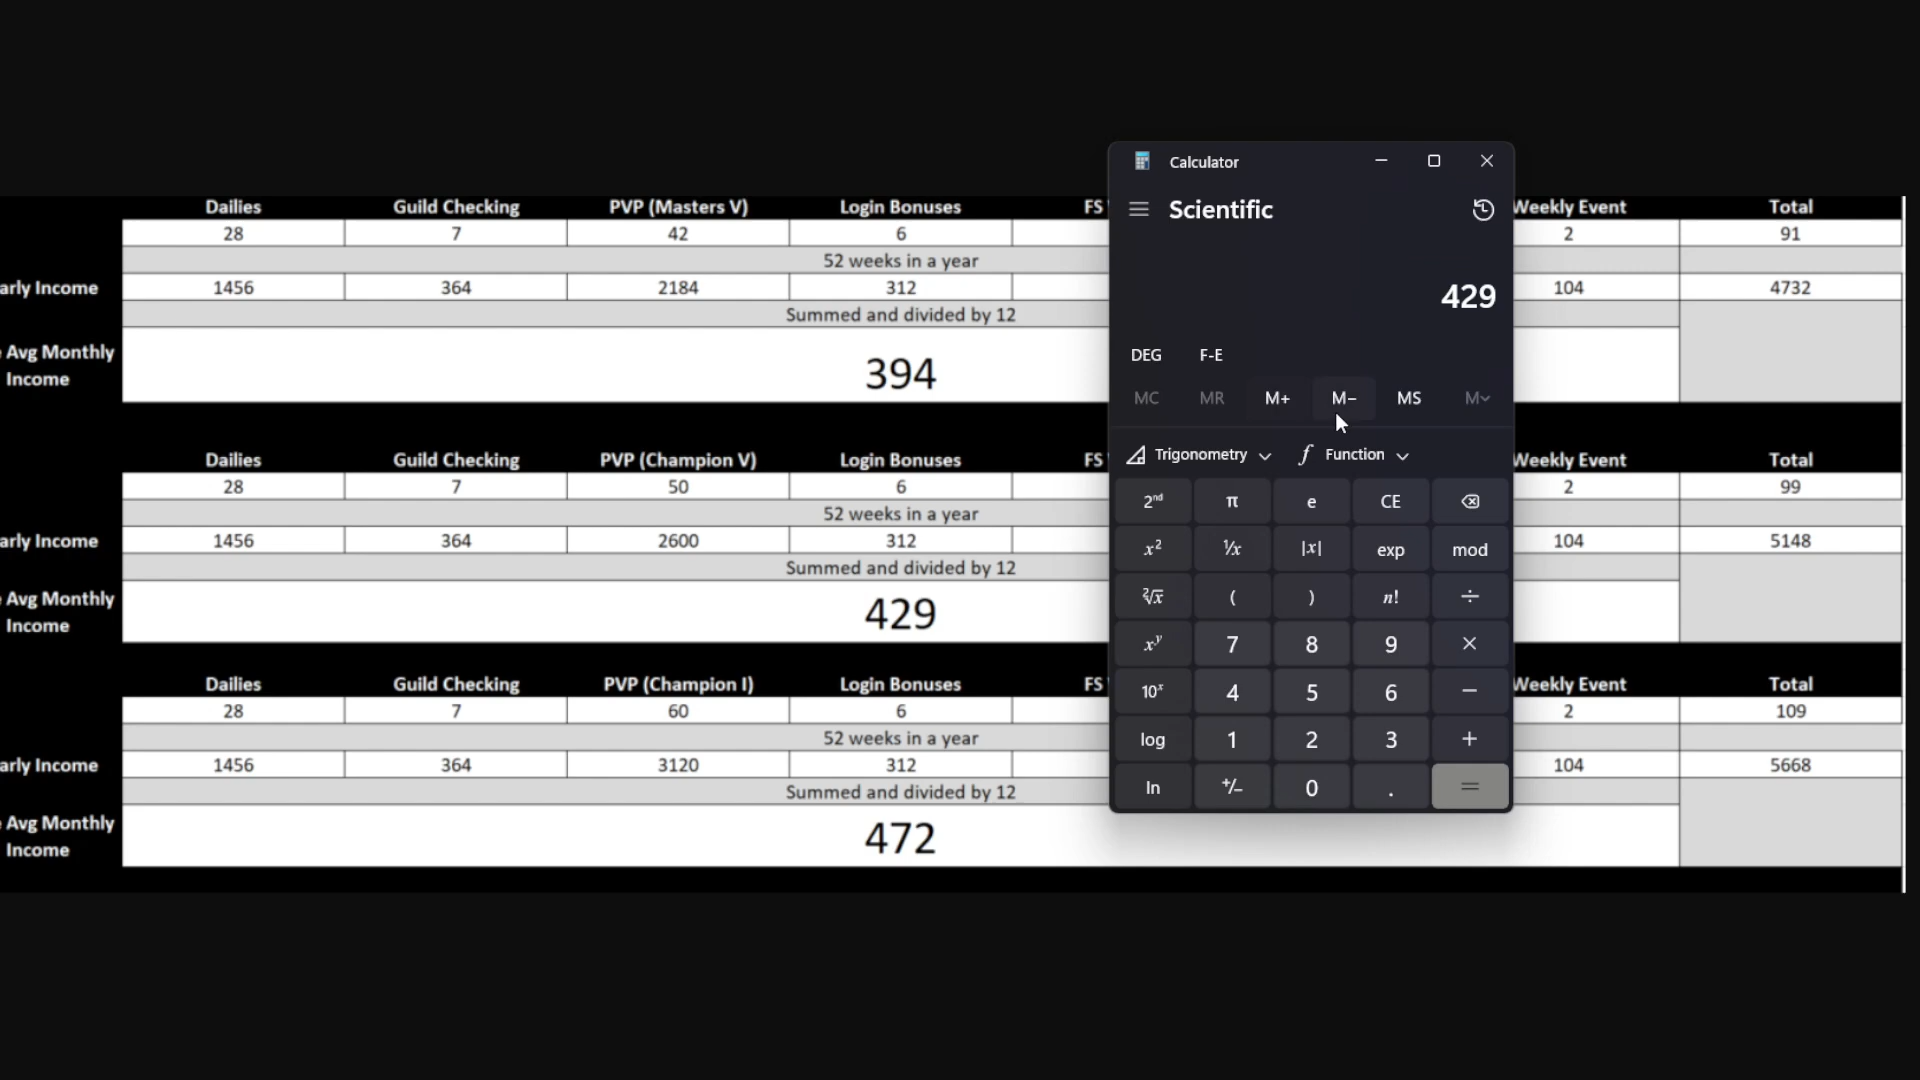 Dailies Guild Checking PVP (Masters V) Login Bonuses FS Weekly Event Total
28 7 42 6 2 91
52 weeks in a year
arly Income 1456 364 2184 312 104 4732
Summed and divided by 12
Avg Monthly
Income
394
Dailies Guild Checking PVP (Champion V) Login Bonuses FS Weekly Event Total
28 7 50 6 2 99
52 weeks in a year
arly Income 1456 364 2600 312 104 5148
Summed and divided by 12
Avg Monthly
Income
429
Dailies Guild Checking PVP (Champion I) Login Bonuses FS Weekly Event Total
28 7 60 6 2 109
52 weeks in a year
arly Income 1456 364 3120 312 104 5668
Summed and divided by 12
Avg Monthly
Income
472
Calculator
Scientific
429
DEG F-E
MC MR M+ M- MS M
Trigonometry f Function
2nd π e CE
x² ¹/x |x| exp mod
²√x ( ) n! ÷
xʸ 7 8 9 ×
10ˣ 4 5 6 −
log 1 2 3 +
ln +/− 0 . =